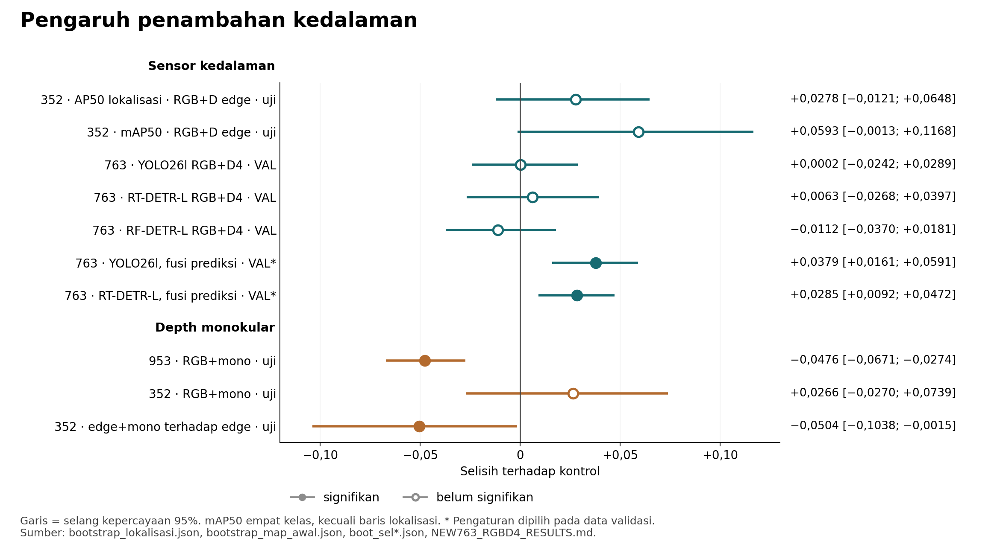 Pengaruh penambahan kedalaman
Sensor kedalaman
352 · AP50 lokalisasi · RGB+D edge · uji +0,0278 [−0,0121; +0,0648]
352 · mAP50 · RGB+D edge · uji +0,0593 [−0,0013; +0,1168]
763 · YOLO26l RGB+D4 · VAL +0,0002 [−0,0242; +0,0289]
763 · RT-DETR-L RGB+D4 · VAL +0,0063 [−0,0268; +0,0397]
763 · RF-DETR-L RGB+D4 · VAL −0,0112 [−0,0370; +0,0181]
763 · YOLO26l, fusi prediksi · VAL* +0,0379 [+0,0161; +0,0591]
763 · RT-DETR-L, fusi prediksi · VAL* +0,0285 [+0,0092; +0,0472]
Depth monokular
953 · RGB+mono · uji −0,0476 [−0,0671; −0,0274]
352 · RGB+mono · uji +0,0266 [−0,0270; +0,0739]
352 · edge+mono terhadap edge · uji −0,0504 [−0,1038; −0,0015]
−0,10 −0,05 0 +0,05 +0,10
Selisih terhadap kontrol
signifikan belum signifikan
Garis = selang kepercayaan 95%. mAP50 empat kelas, kecuali baris lokalisasi. * Pengaturan dipilih pada data validasi.
Sumber: bootstrap_lokalisasi.json, bootstrap_map_awal.json, boot_sel*.json, NEW763_RGBD4_RESULTS.md.